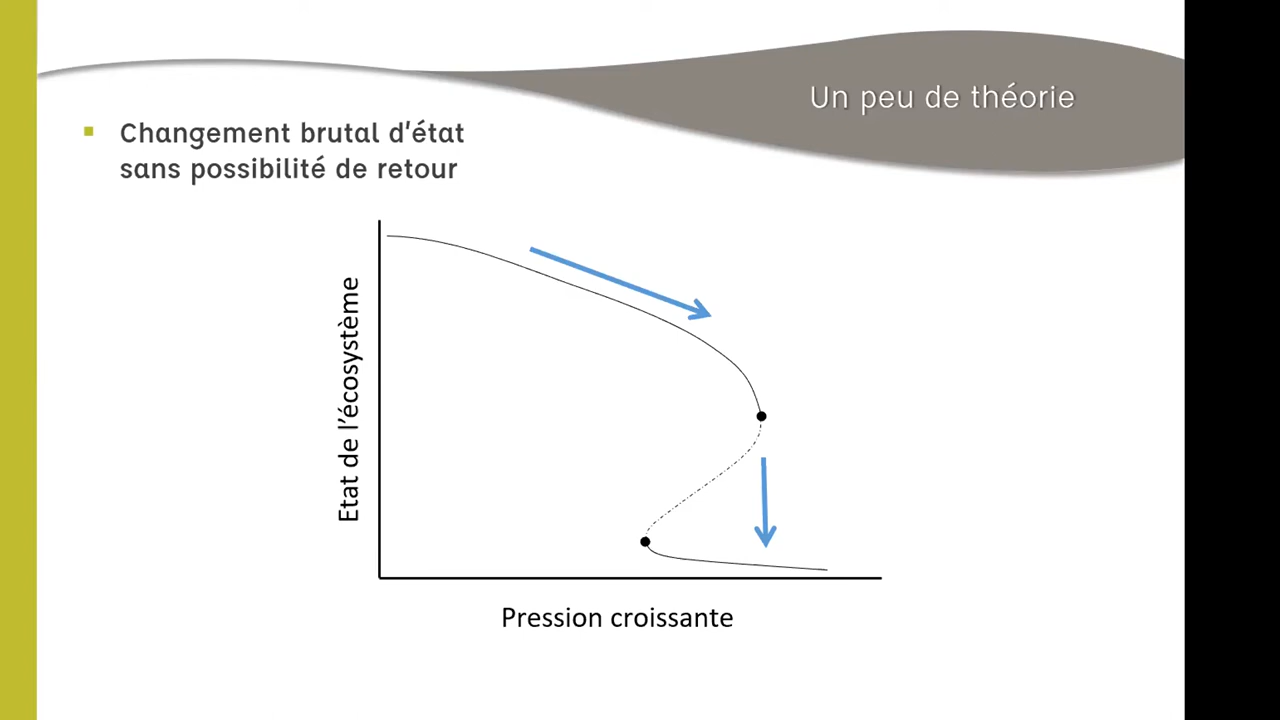 Un peu de théorie
Changement brutal d'état
sans possibilité de retour
Etat de l'écosystème
Pression croissante